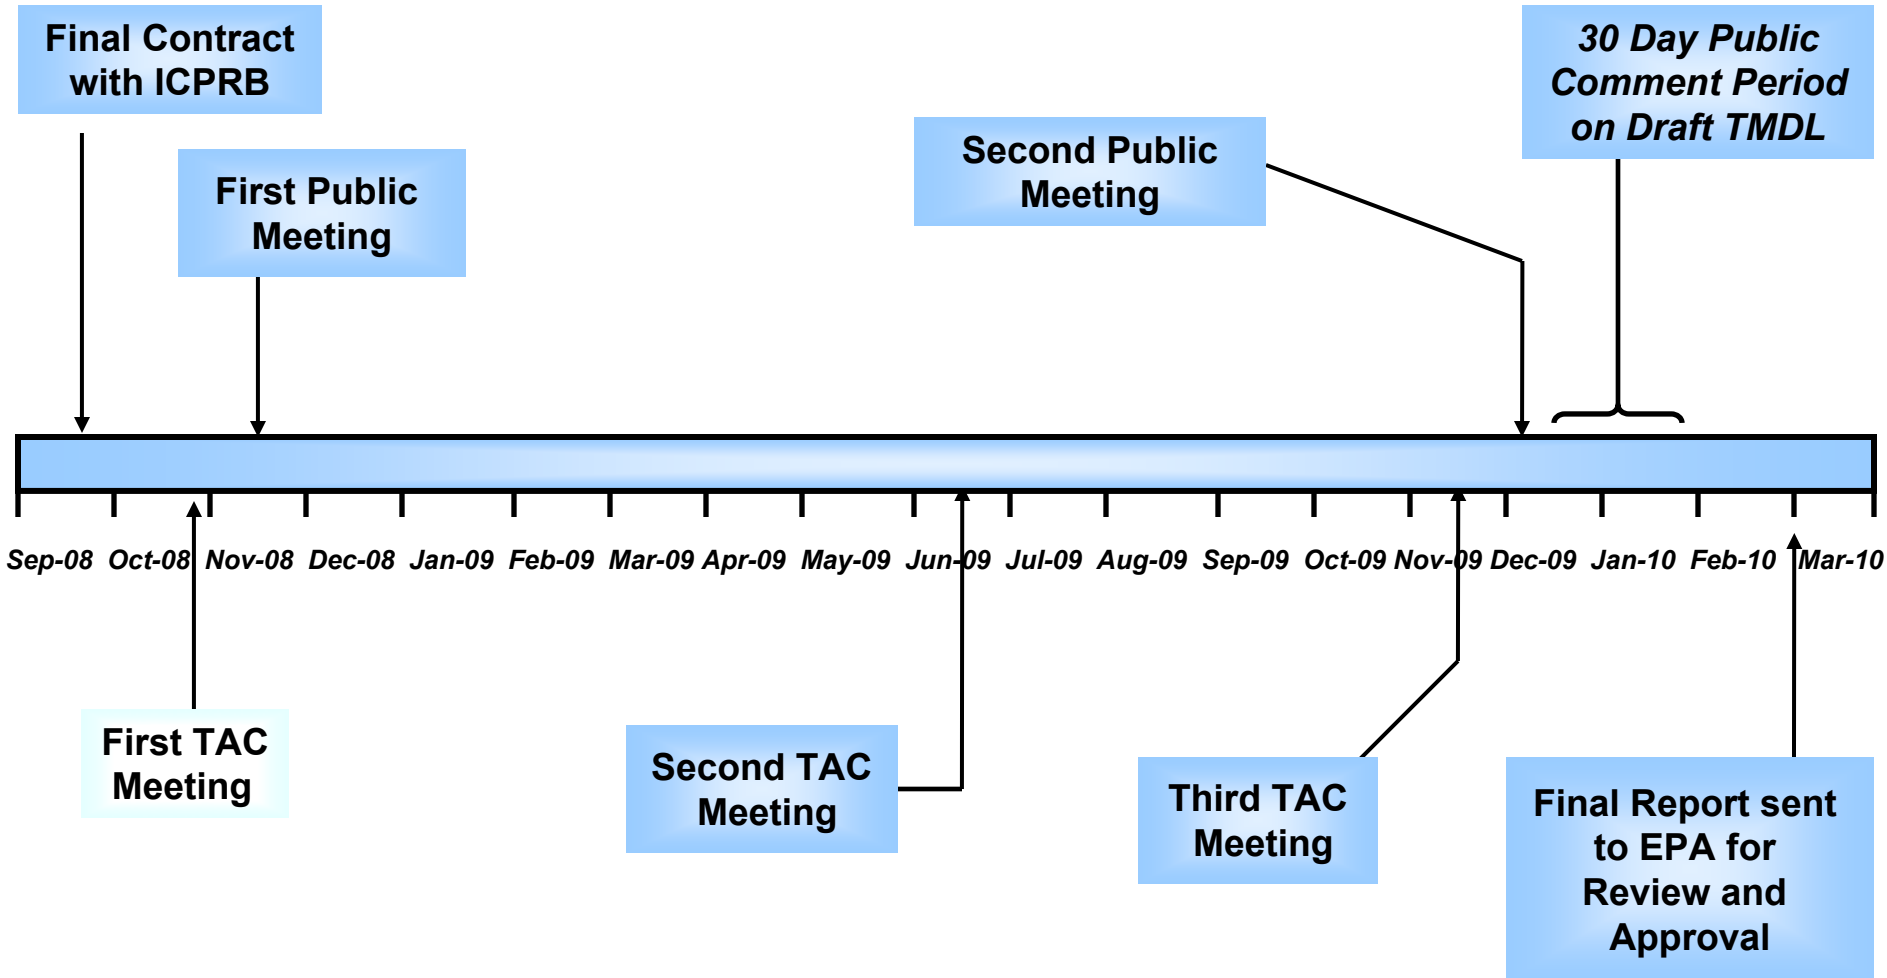 Final Contract
with ICPRB
First Public
Meeting
Second Public
Meeting
30 Day Public
Comment Period
on Draft TMDL
Sep-08 Oct-08 Nov-08 Dec-08 Jan-09 Feb-09 Mar-09 Apr-09 May-09 Jun-09 Jul-09 Aug-09 Sep-09 Oct-09 Nov-09 Dec-09 Jan-10 Feb-10 Mar-10
First TAC
Meeting
Second TAC
Meeting
Third TAC
Meeting
Final Report sent
to EPA for
Review and
Approval